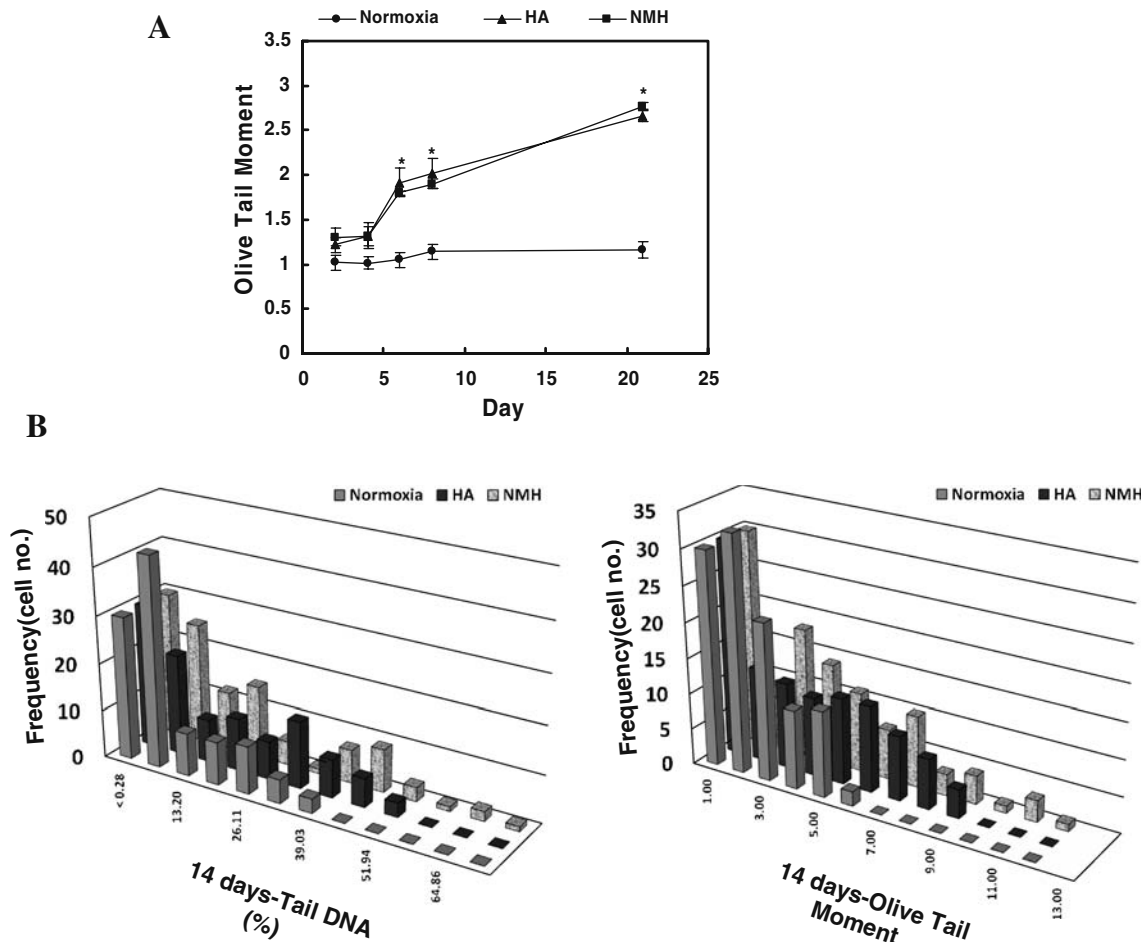 A
Normoxia HA NMH
Olive Tail Moment
3.5
3
2.5
2
1.5
1
0.5
0
* * *
0 5 10 15 20 25
Day
B
Normoxia HA NMH
Frequency(cell no.)
50
40
30
20
10
0
< 0.28 13.20 26.11 39.03 51.94 64.86
14 days-Tail DNA
(%)
Normoxia HA NMH
Frequency(cell no.)
35
30
25
20
15
10
5
0
1.00 3.00 5.00 7.00 9.00 11.00 13.00
14 days-Olive Tail
Moment